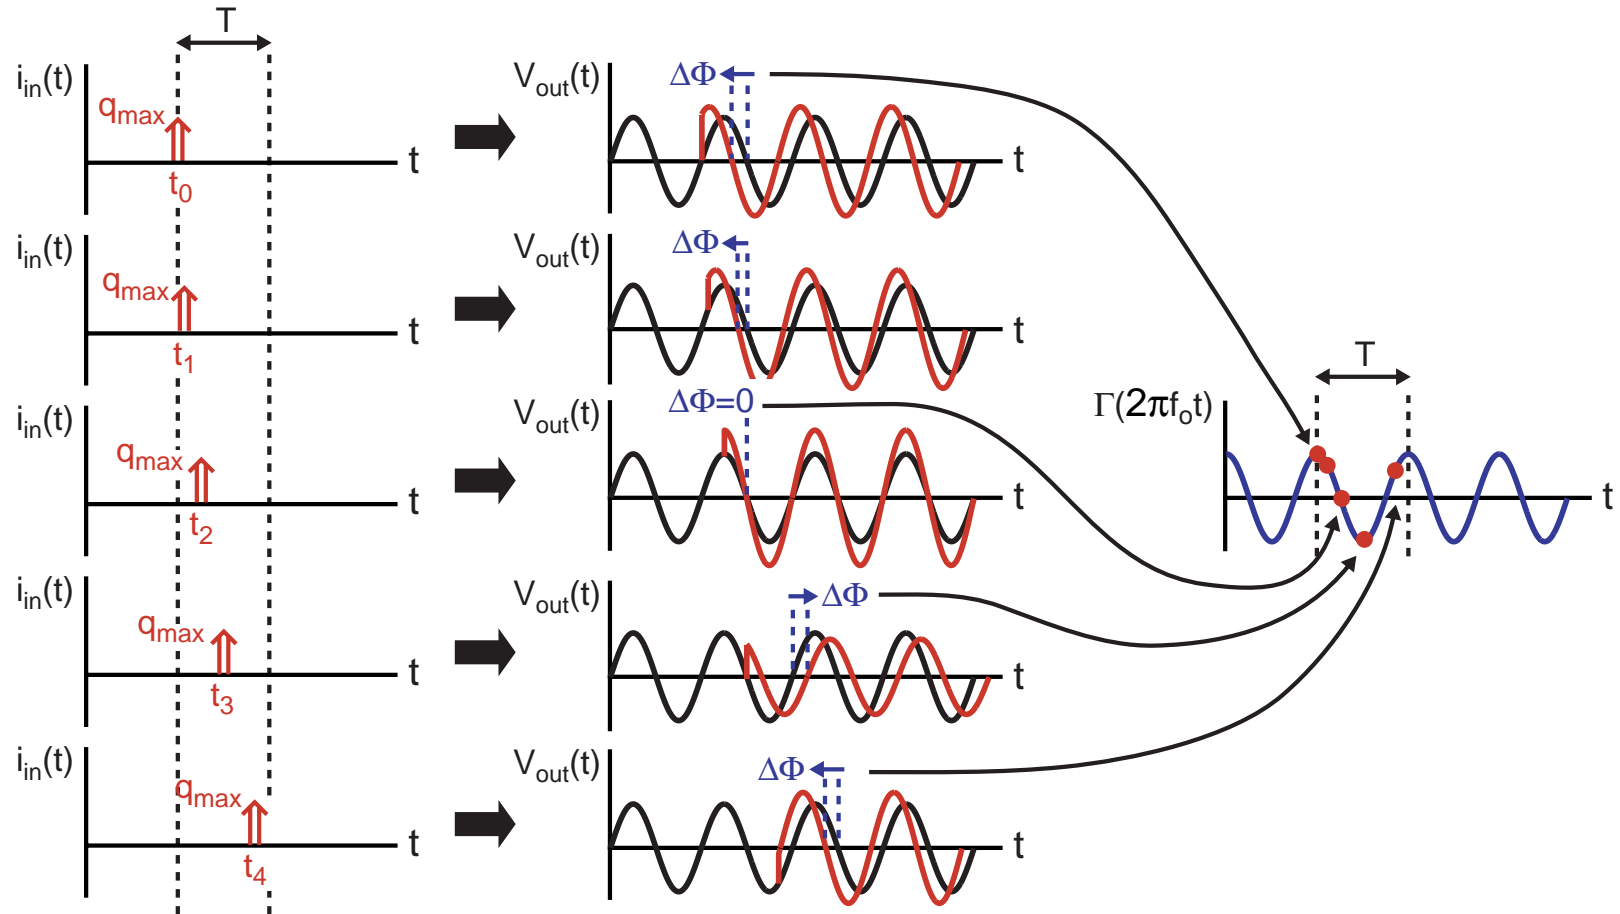 T
i_in(t)
q_max
t
t_0
V_out(t)
ΔΦ
t
i_in(t)
q_max
t
t_1
V_out(t)
ΔΦ
t
i_in(t)
q_max
t
t_2
V_out(t)
ΔΦ=0
t
T
Γ(2πf_ot)
t
i_in(t)
q_max
t
t_3
V_out(t)
ΔΦ
t
i_in(t)
q_max
t
t_4
V_out(t)
ΔΦ
t